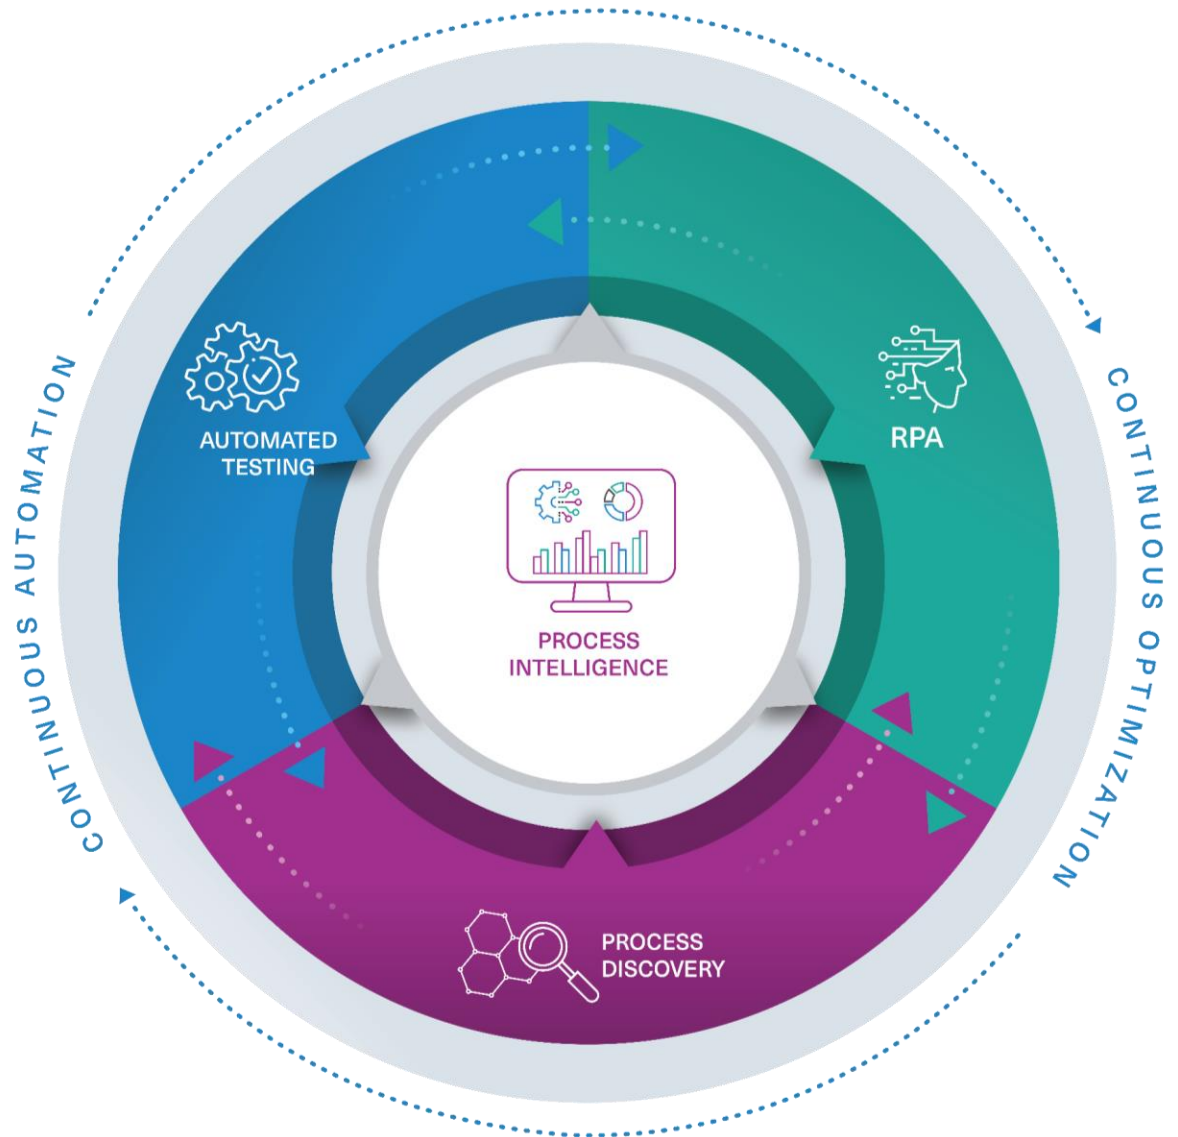 CONTINUOUS AUTOMATION
CONTINUOUS OPTIMIZATION
AUTOMATED
TESTING
RPA
PROCESS
INTELLIGENCE
PROCESS
DISCOVERY